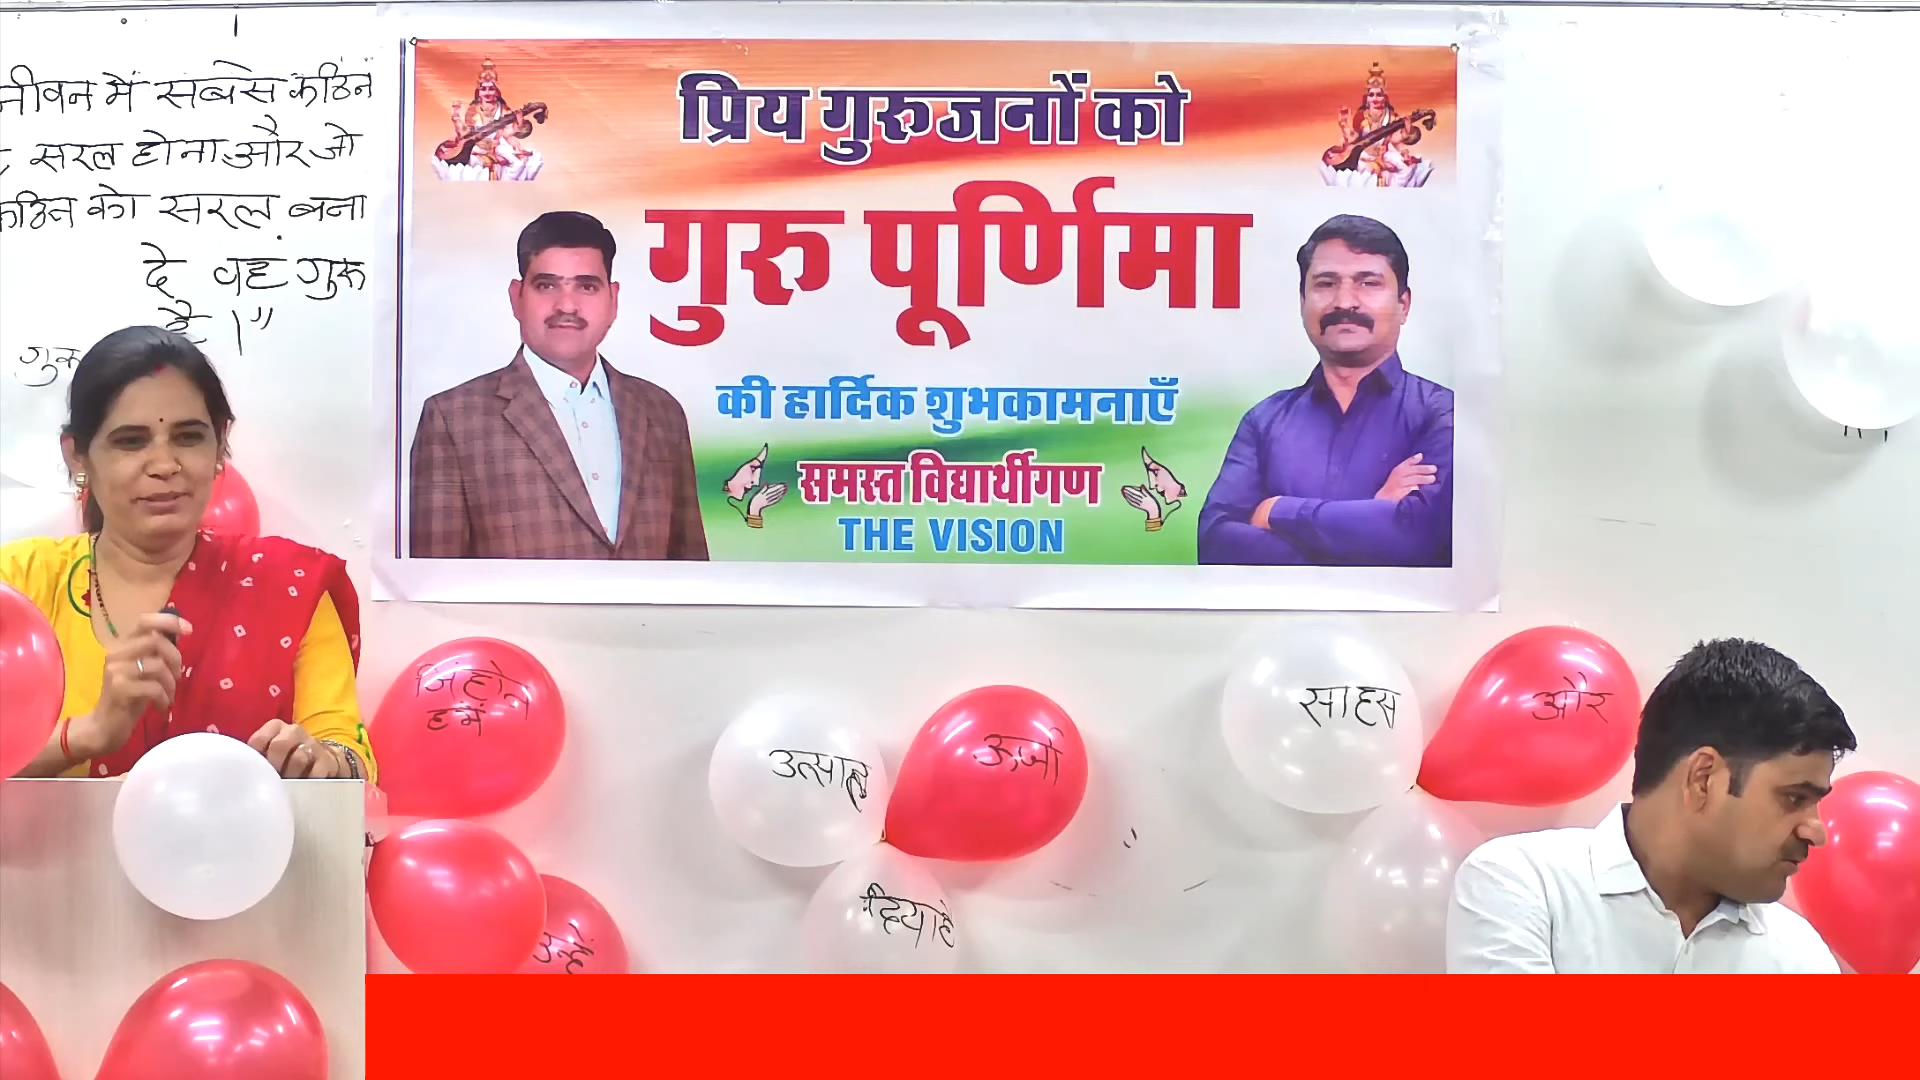 जीवन में सबसे कठिन
सरल होना और जो
कठिन को सरल बना
दे वह गुरु
है ।"
गुरु
प्रिय गुरुजनों को
गुरु पूर्णिमा
की हार्दिक शुभकामनाएँ
समस्त विद्यार्थीगण
THE VISION
जिंहोंने
हमें
उत्साह
ऊर्जा
साहस
और
दिया है
उन्हें